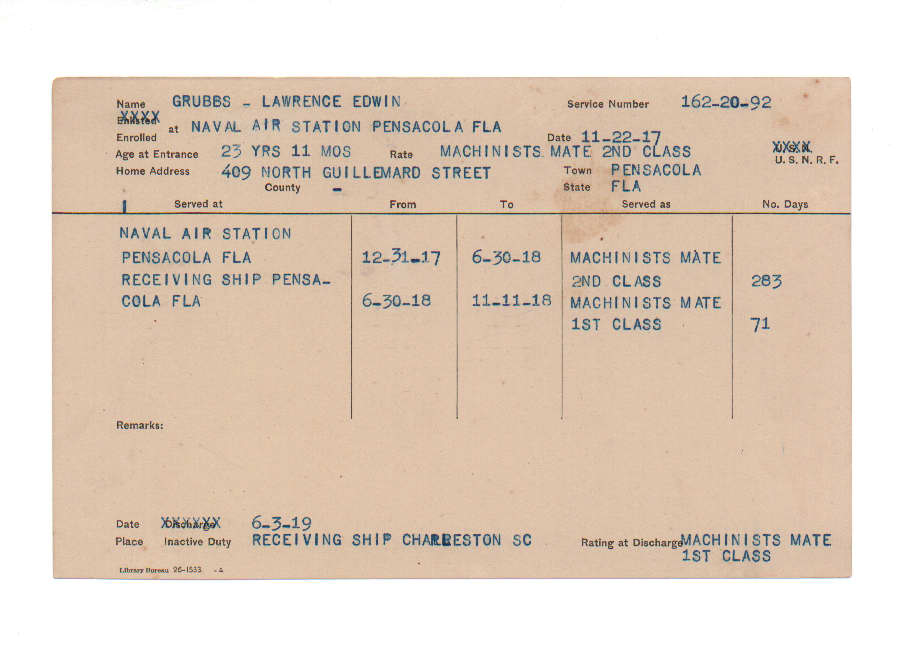 Name GRUBBS - LAWRENCE EDWIN Service Number 162-20-92
Enlisted XXXX
Enrolled at NAVAL AIR STATION PENSACOLA FLA Date 11-22-17
Age at Entrance 23 YRS 11 MOS Rate MACHINISTS MATE 2ND CLASS U.S.N. XXXX
U. S. N. R. F.
Home Address 409 NORTH GUILLEMARD STREET Town PENSACOLA
County - State FLA
Served at From To Served as No. Days
NAVAL AIR STATION
PENSACOLA FLA 12-31-17 6-30-18 MACHINISTS MATE
RECEIVING SHIP PENSA- 2ND CLASS 283
COLA FLA 6-30-18 11-11-18 MACHINISTS MATE
1ST CLASS 71
Remarks:
Date Discharge XXXXXX 6-3-19
Place Inactive Duty RECEIVING SHIP CHARLESTON SC Rating at Discharge MACHINISTS MATE
1ST CLASS
Library Bureau 26-1533